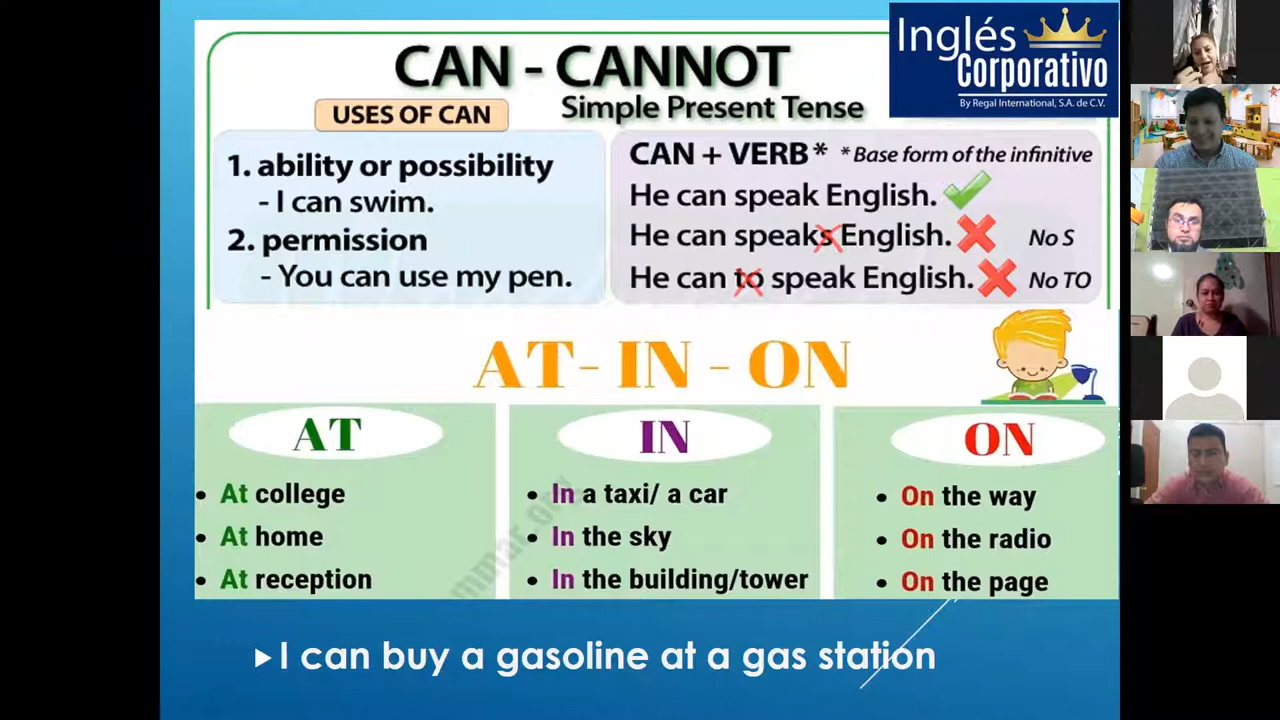 Inglés
Corporativo
By Regal International, S.A. de C.V.
CAN - CANNOT
USES OF CAN
Simple Present Tense
1. ability or possibility
- I can swim.
2. permission
- You can use my pen.
CAN + VERB* * Base form of the infinitive
He can speak English.
He can speaks English. No S
He can to speak English. No TO
AT- IN - ON
AT
• At college
• At home
• At reception
IN
• In a taxi/ a car
• In the sky
• In the building/tower
ON
• On the way
• On the radio
• On the page
I can buy a gasoline at a gas station